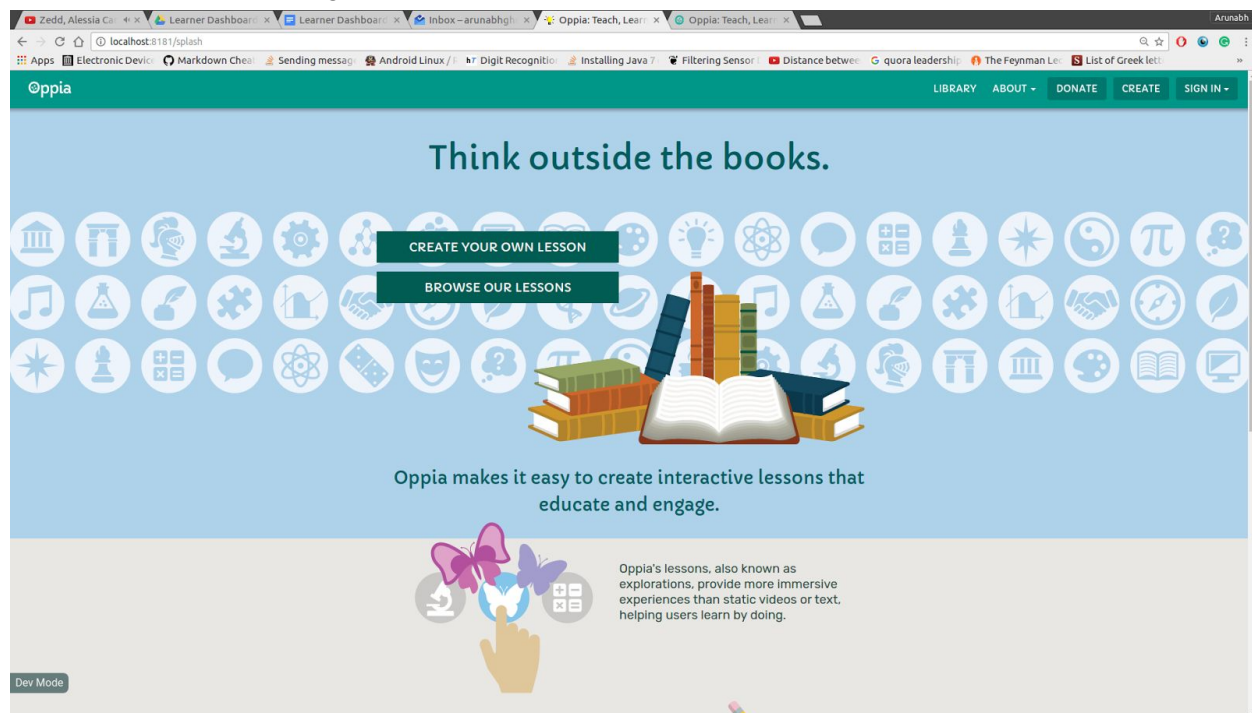 Zedd, Alessia Ca
Learner Dashboard
Learner Dashboard
Inbox – arunabhgh
Oppia: Teach, Learn
Oppia: Teach, Learn
Arunabh
localhost:8181/splash
Apps
Electronic Device
Markdown Cheat
Sending message
Android Linux /
Digit Recognition
Installing Java 7
Filtering Sensor
Distance between
quora leadership
The Feynman Lec
List of Greek lett
»
Oppia
LIBRARY
ABOUT
DONATE
CREATE
SIGN IN
Think outside the books.
CREATE YOUR OWN LESSON
BROWSE OUR LESSONS
Oppia makes it easy to create interactive lessons that
educate and engage.
Oppia's lessons, also known as
explorations, provide more immersive
experiences than static videos or text,
helping users learn by doing.
Dev Mode